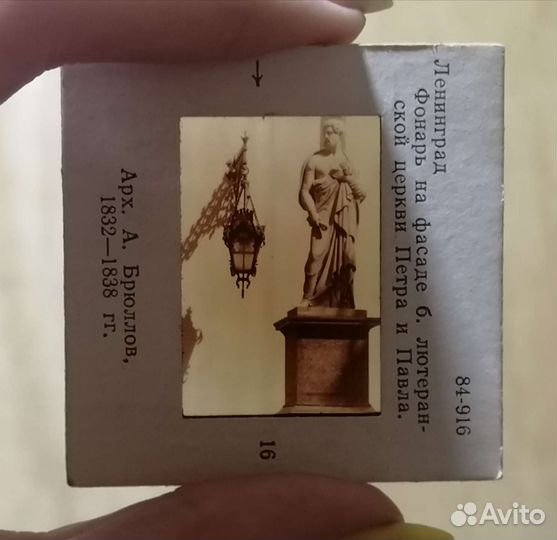 Ленинград
Фонарь на фасаде б. лютеран-
ской церкви Петра и Павла.
84-916
Арх. А. Брюллов,
1832—1838 гг.
16
Avito